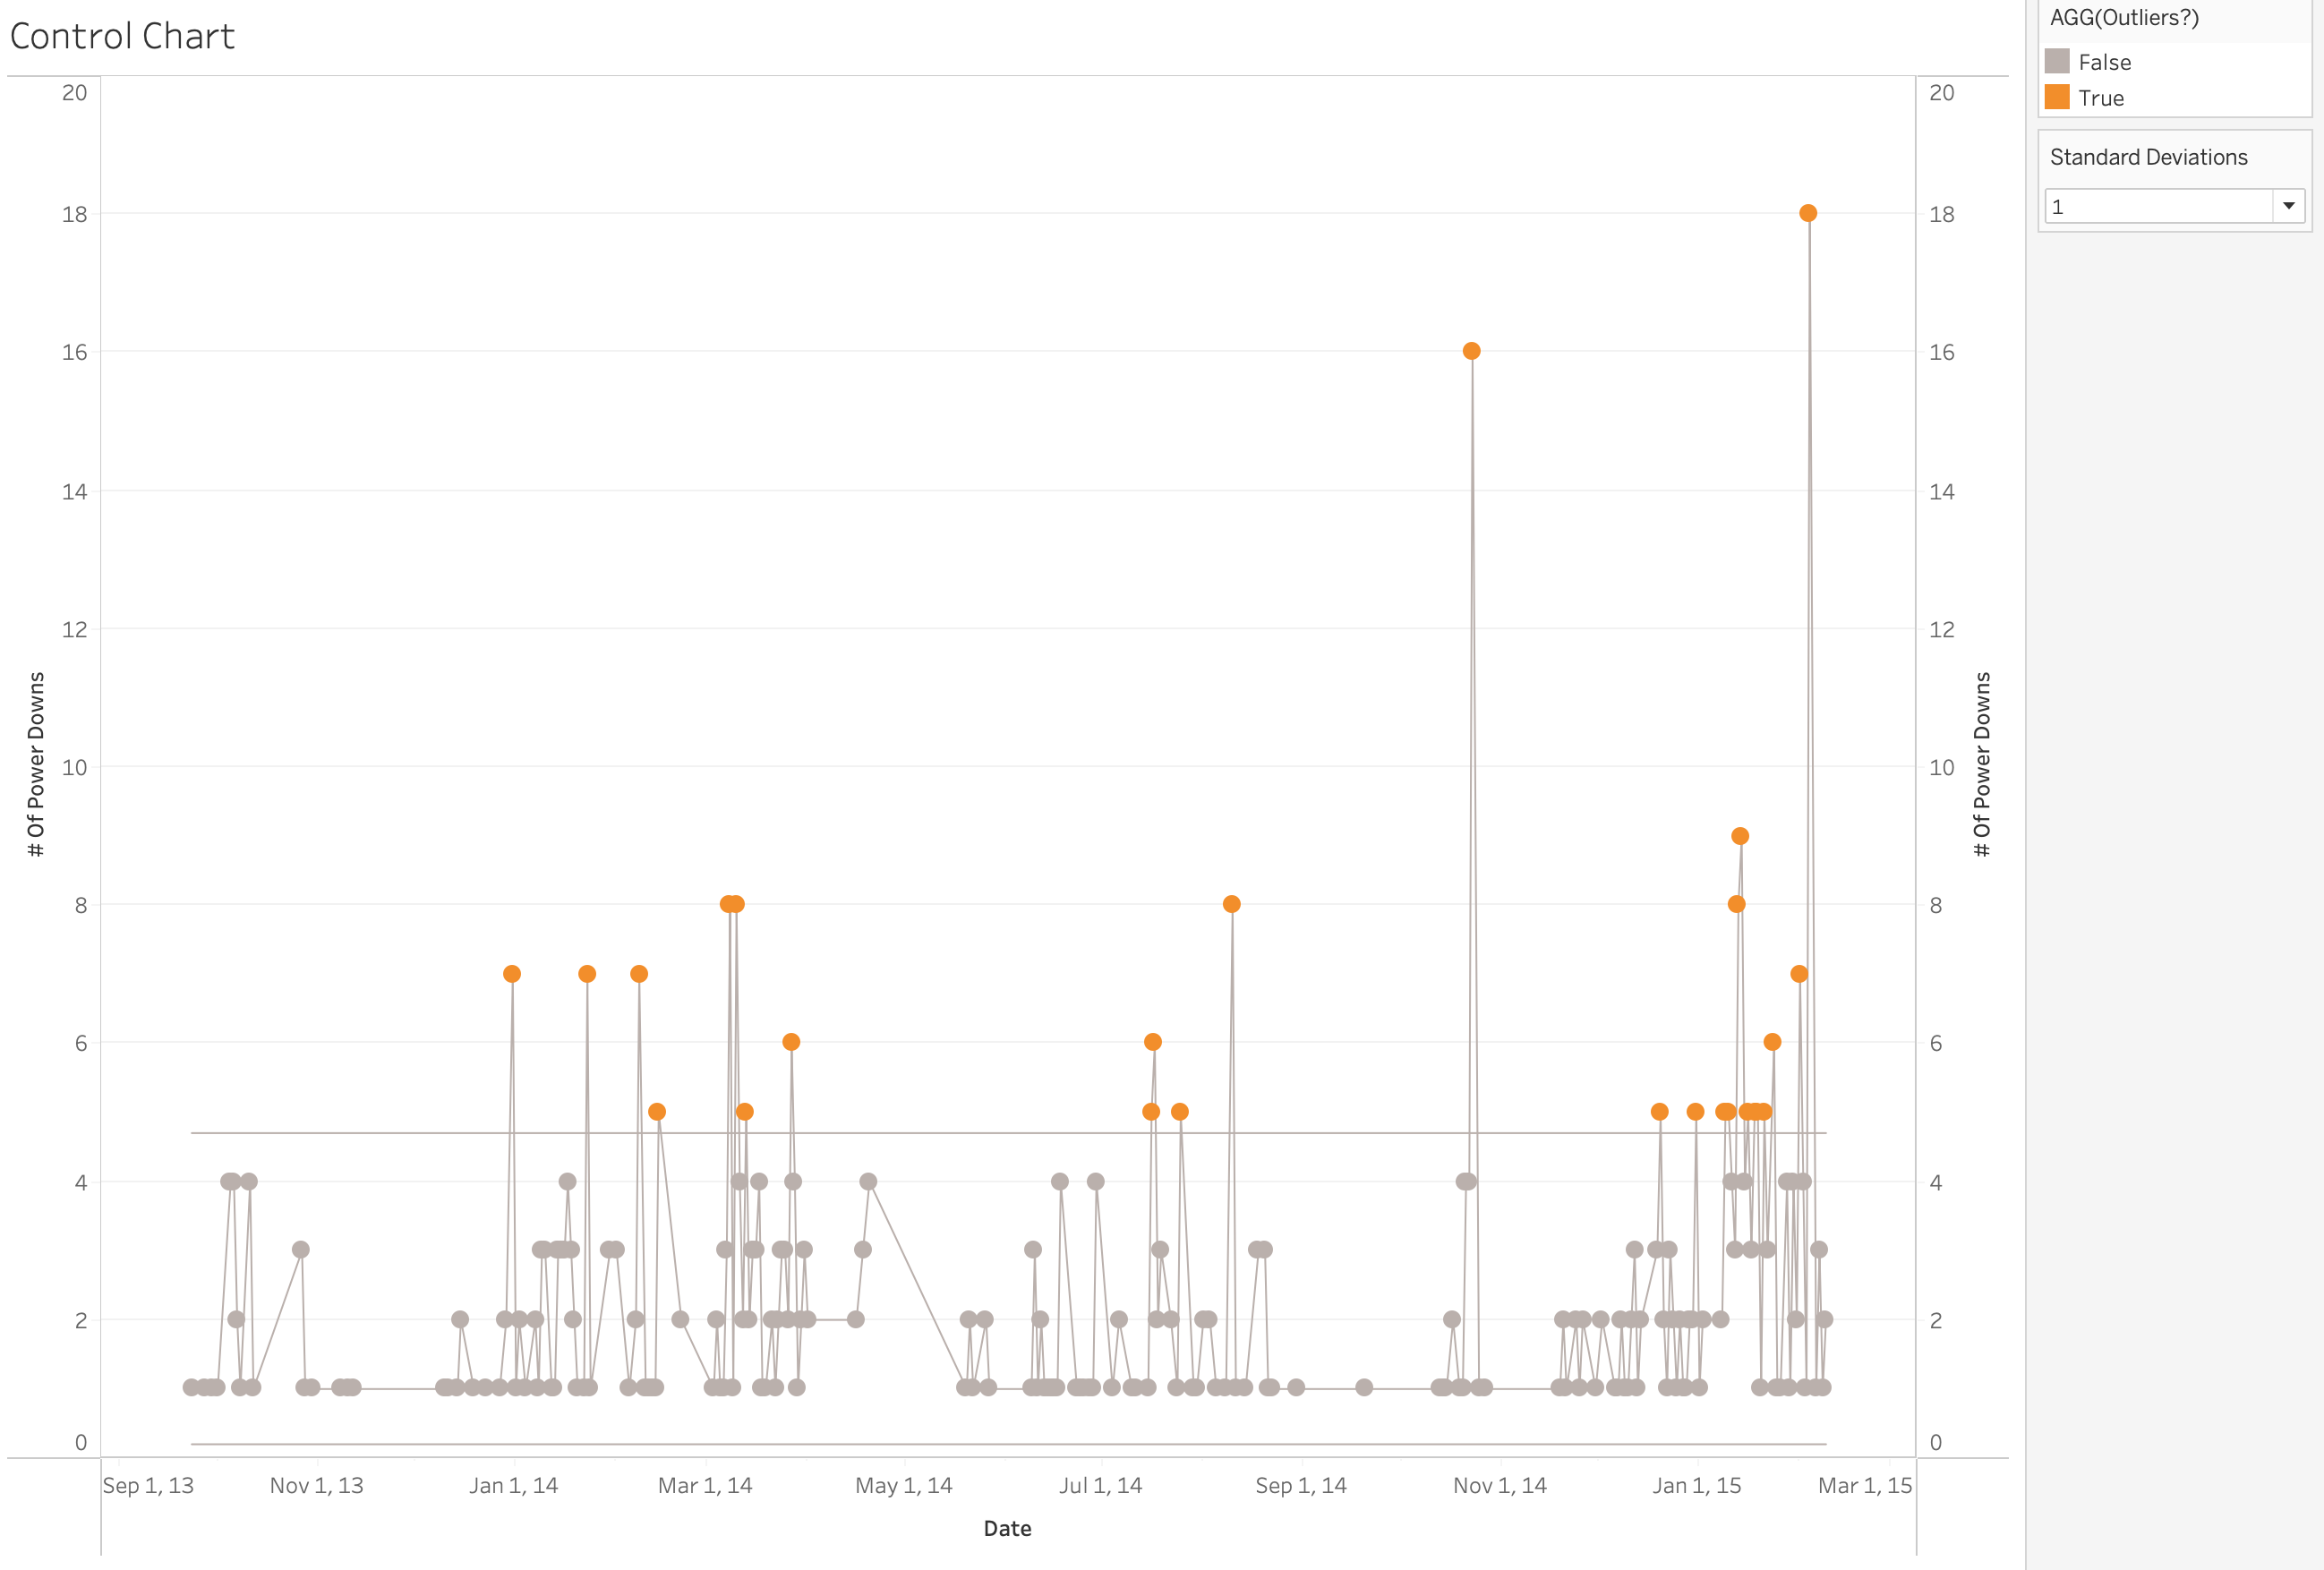 Control Chart
20
18
16
14
12
10
8
6
4
2
0
# Of Power Downs
20
18
16
14
12
10
8
6
4
2
0
# Of Power Downs
Sep 1, 13 Nov 1, 13 Jan 1, 14 Mar 1, 14 May 1, 14 Jul 1, 14 Sep 1, 14 Nov 1, 14 Jan 1, 15 Mar 1, 15
Date
AGG(Outliers?)
False
True
Standard Deviations
1